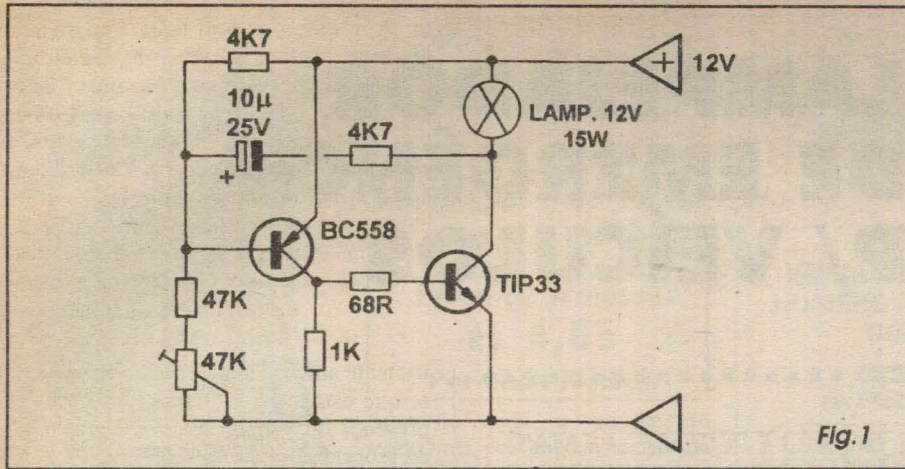 4K7
10μ
25V
+
4K7
+
12V
LAMP. 12V
15W
BC558
TIP33
47K
68R
1K
47K
Fig.1